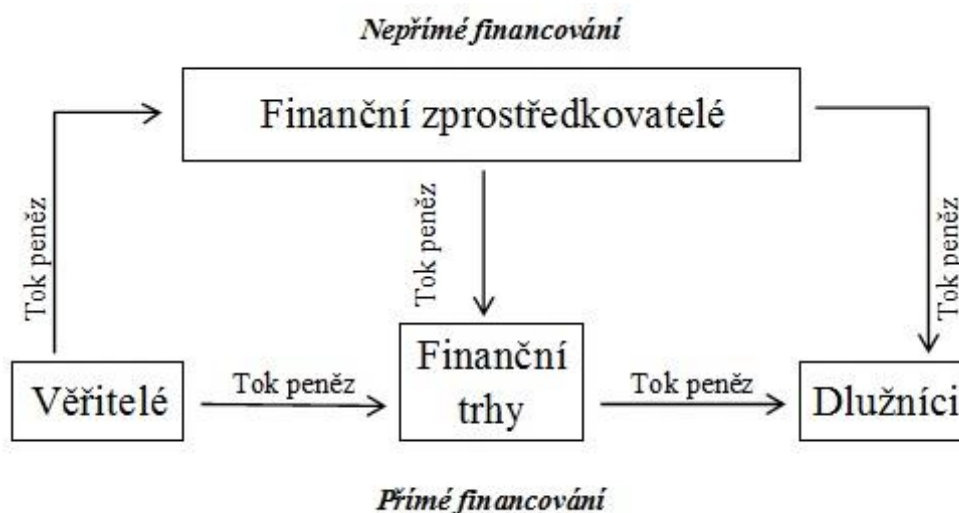 Nepřímé financování
Finanční zprostředkovatelé
Tok peněz
Tok peněz
Tok peněz
Věřitelé
Tok peněz
Finanční
trhy
Tok peněz
Dlužníci
Přímé financování